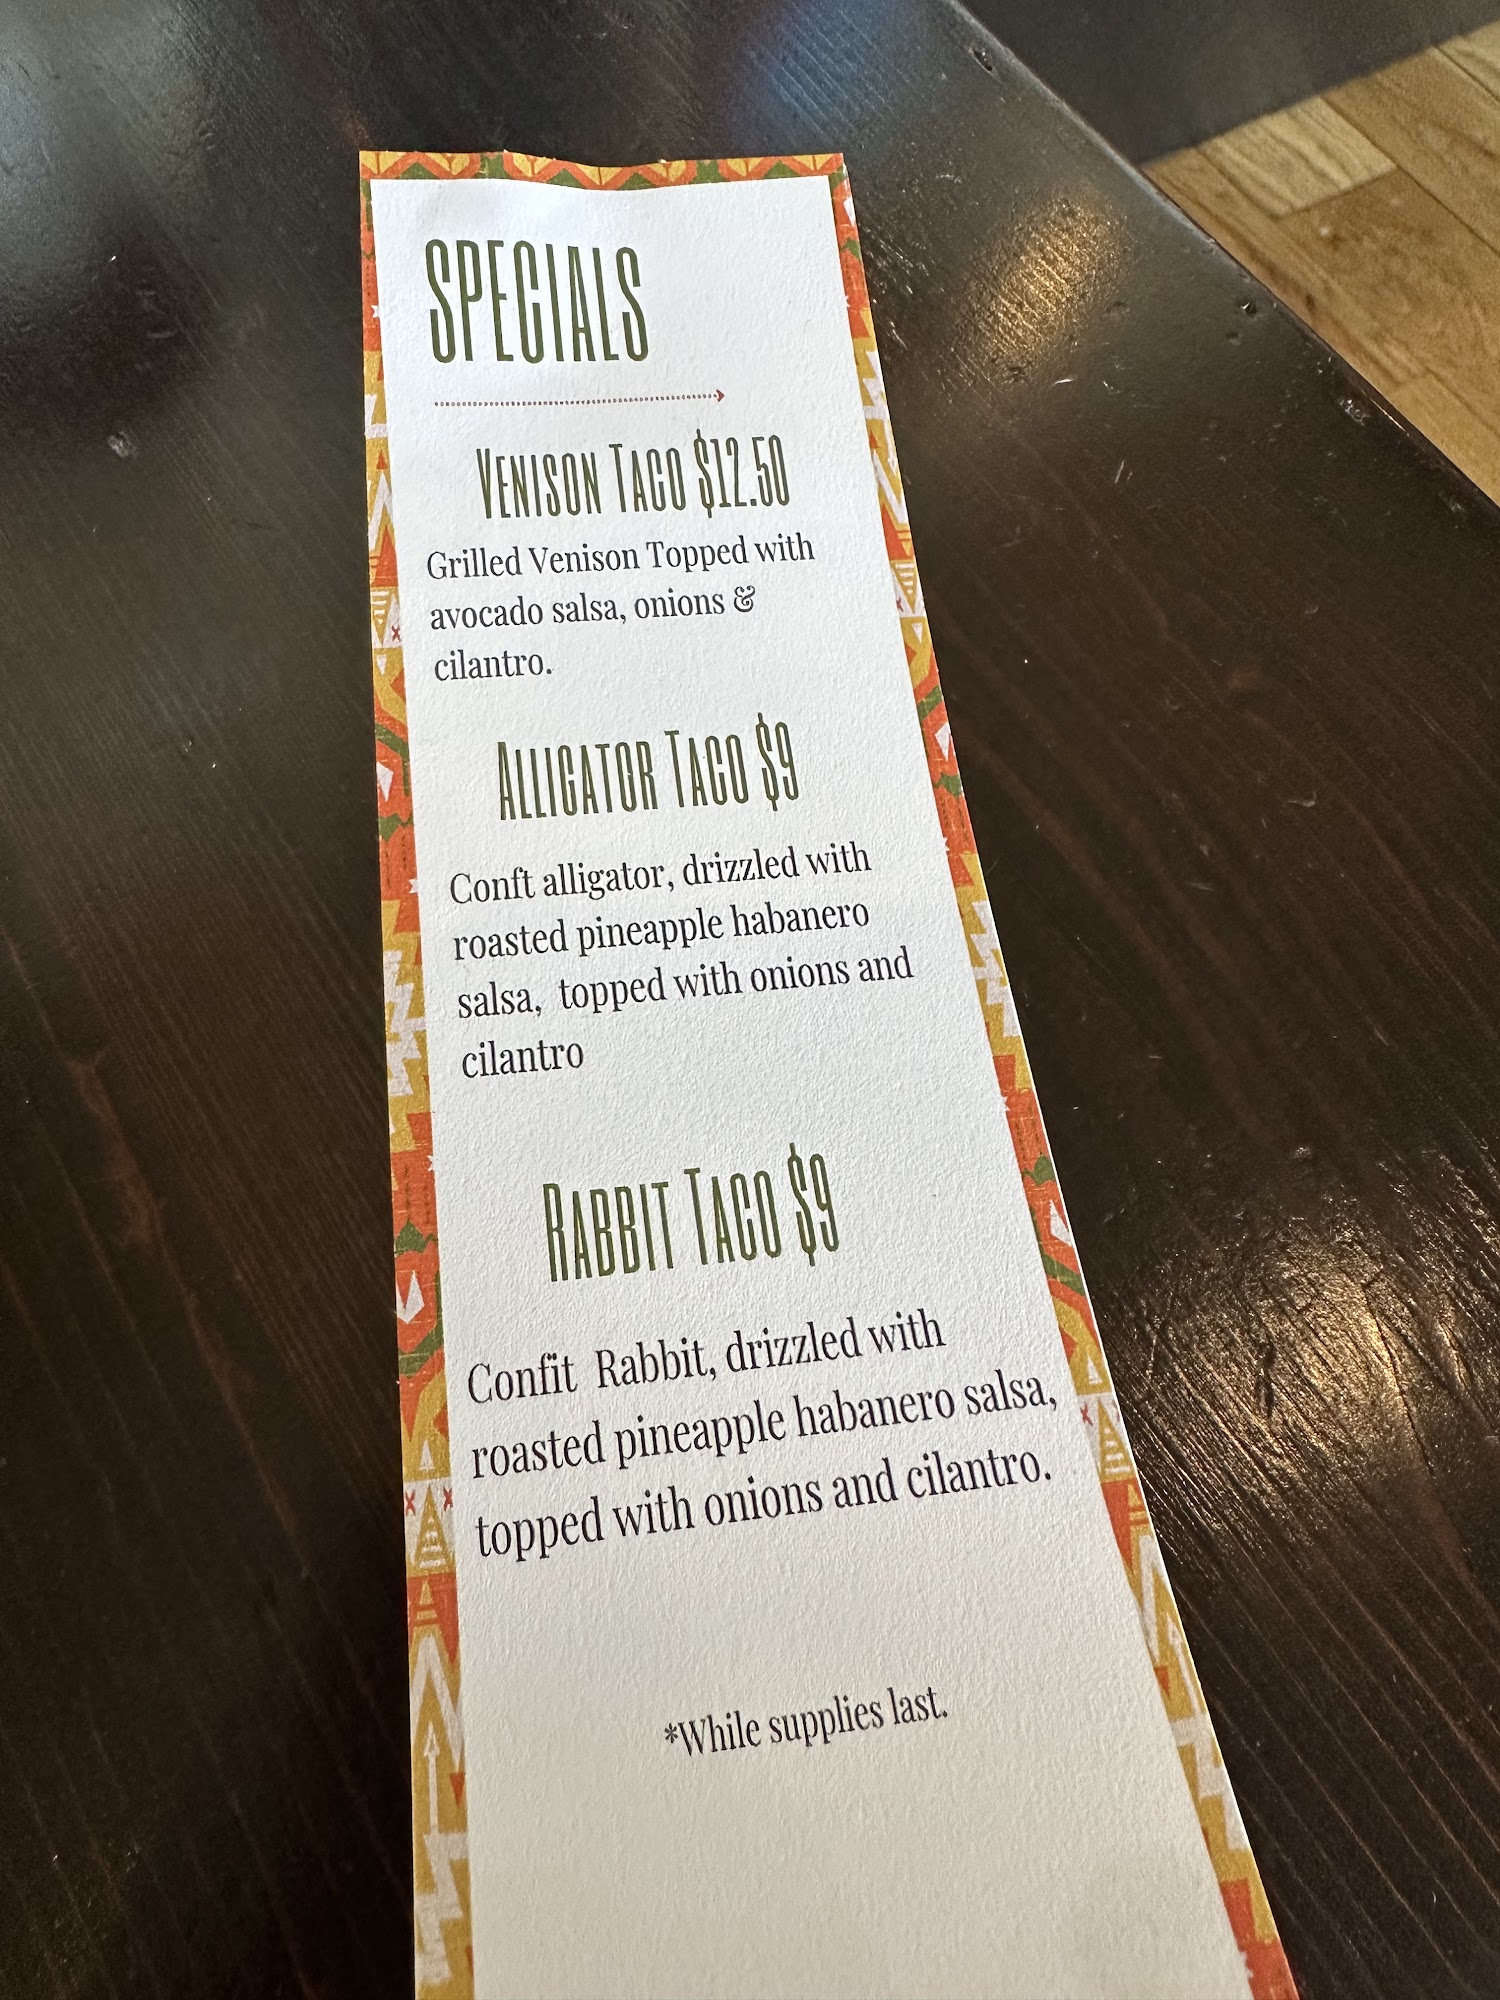 SPECIALS
VENISON TACO $12.50
Grilled Venison Topped with
avocado salsa, onions &
cilantro.
ALLIGATOR TACO $9
Conft alligator, drizzled with
roasted pineapple habanero
salsa, topped with onions and
cilantro
RABBIT TACO $9
Confit Rabbit, drizzled with
roasted pineapple habanero salsa,
topped with onions and cilantro.
*While supplies last.